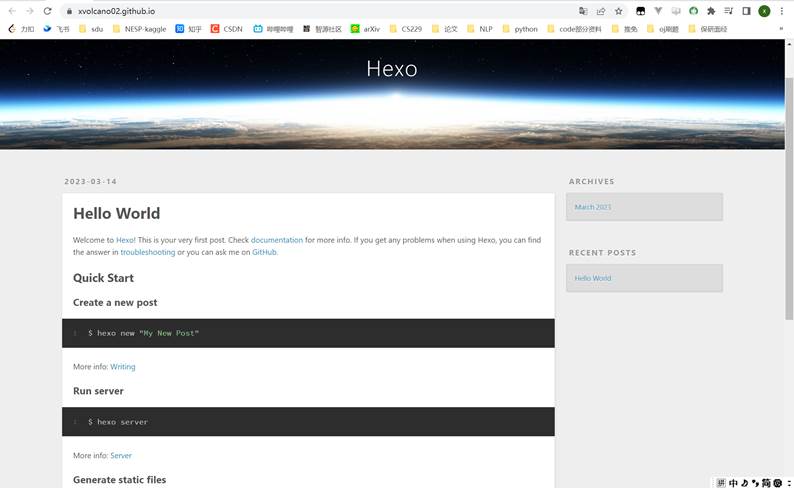 xvolcano02.github.io
力扣 飞书 sdu NESP-kaggle 知乎 CSDN 哔哩哔哩 智源社区 arXiv CS229 论文 NLP python code部分资料 推免 oj刷题 保研面经 »
Hexo
2023-03-14
Hello World
Welcome to Hexo! This is your very first post. Check documentation for more info. If you get any problems when using Hexo, you can
find the answer in troubleshooting or you can ask me on GitHub.
Quick Start
Create a new post
1 $ hexo new "My New Post"
More info: Writing
Run server
1 $ hexo server
More info: Server
Generate static files
ARCHIVES
March 2023
RECENT POSTS
Hello World
拼 中 简